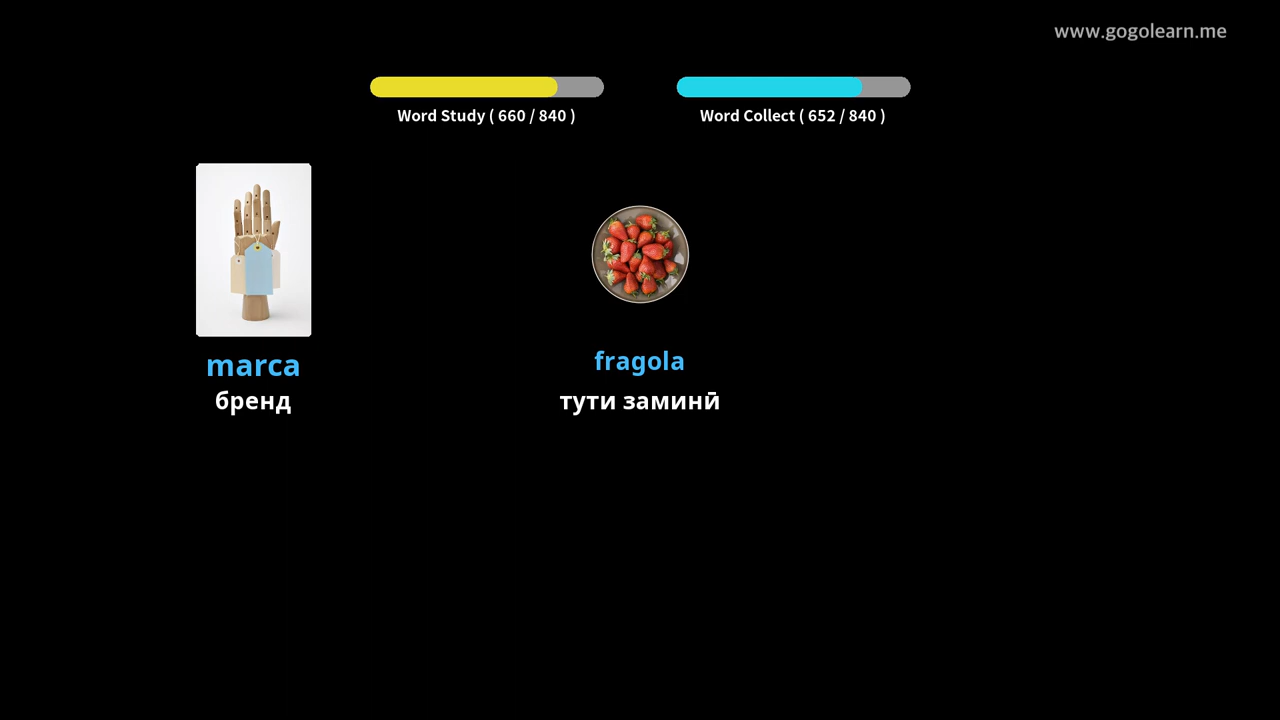 www.gogolearn.me
Word Study ( 660 / 840 )
Word Collect ( 652 / 840 )
marca
бренд
fragola
тути заминӣ